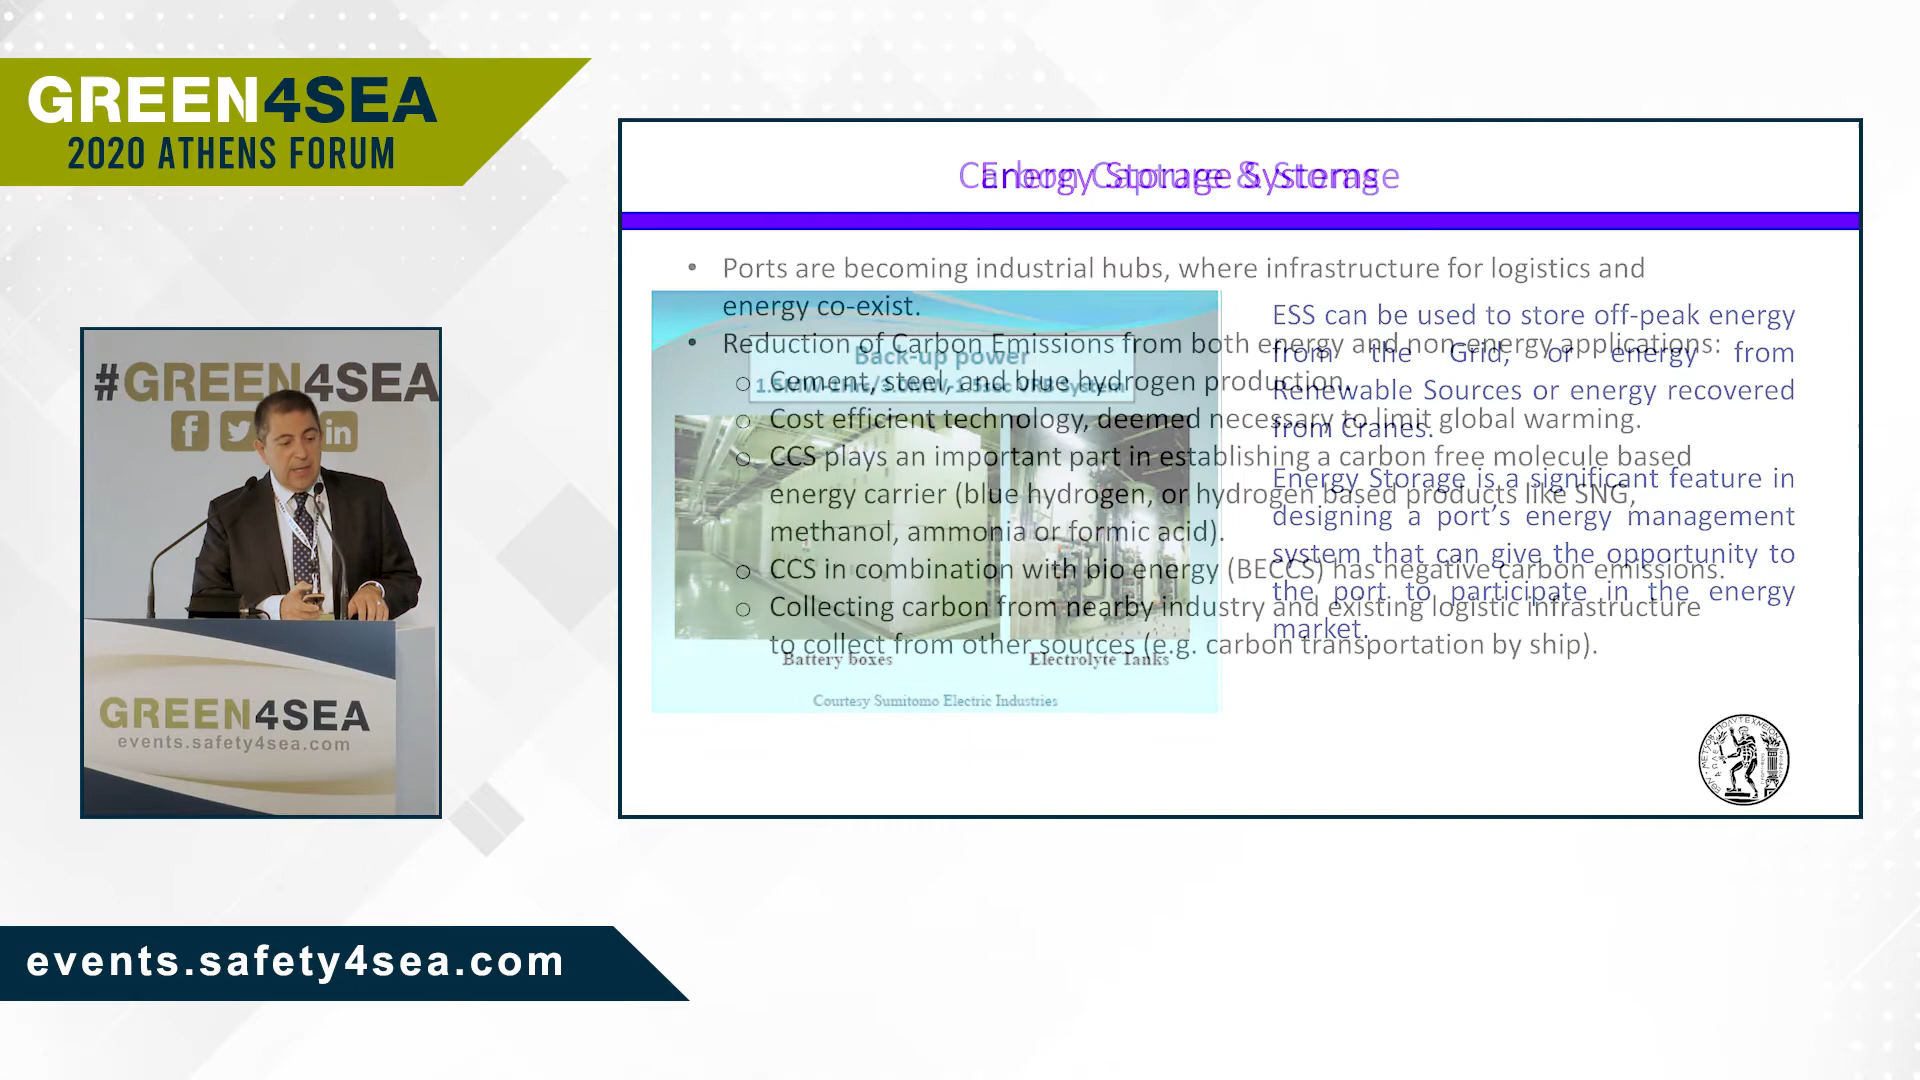 GREEN4SEA
2020 ATHENS FORUM
#GREEN4SEA
f in
GREEN4SEA
events.safety4sea.com
events.safety4sea.com
Carbon Capture & Storage
Energy Storage Systems
• Ports are becoming industrial hubs, where infrastructure for logistics and
energy co-exist.
• Reduction of Carbon Emissions from both energy and non-energy applications:
o Cement, steel, and blue hydrogen production.
o Cost efficient technology, deemed necessary to limit global warming.
o CCS plays an important part in establishing a carbon free molecule based
energy carrier (blue hydrogen, or hydrogen based products like SNG,
methanol, ammonia or formic acid).
o CCS in combination with bio energy (BECCS) has negative carbon emissions.
o Collecting carbon from nearby industry and existing logistic infrastructure
to collect from other sources (e.g. carbon transportation by ship).
Back-up power
System
Battery boxes
Electrolyte Tanks
Courtesy Sumitomo Electric Industries
ESS can be used to store off-peak energy
from the Grid, or energy from
Renewable Sources or energy recovered
from Cranes.
Energy Storage is a significant feature in
designing a port's energy management
system that can give the opportunity to
the port to participate in the energy
market.